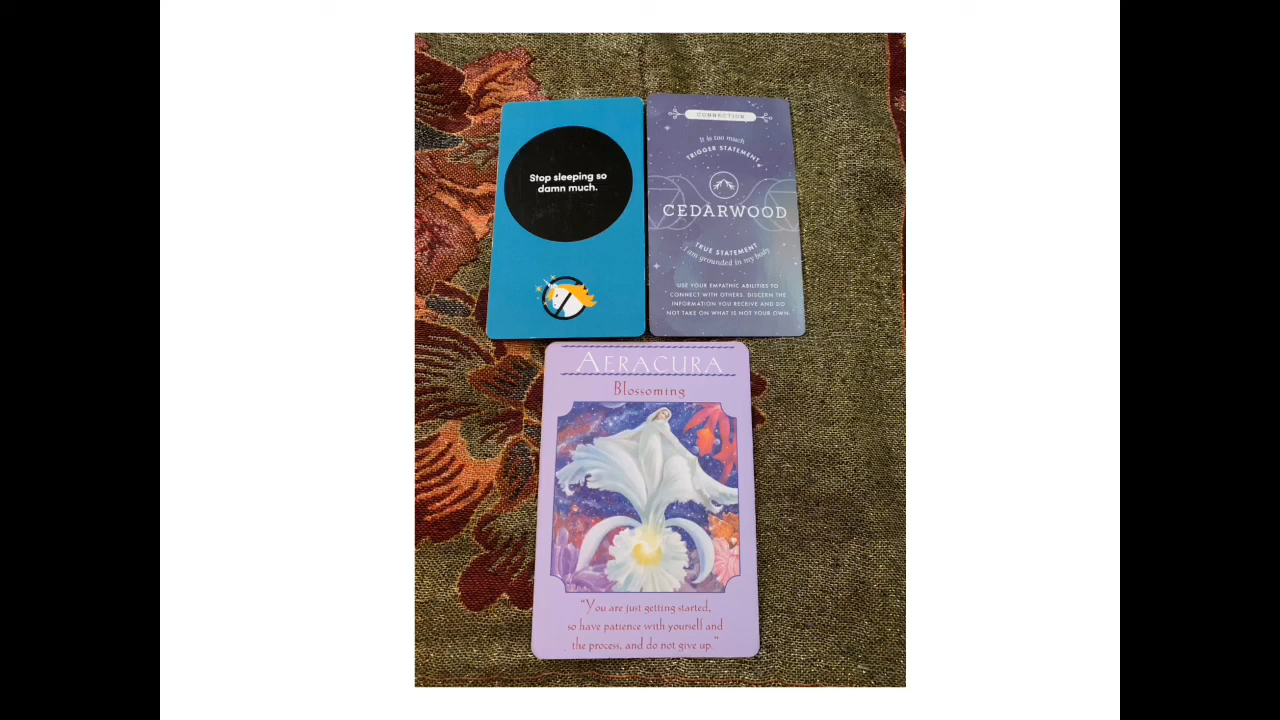 Stop sleeping so
damn much.
CONNECTION
It is too much
TRIGGER STATEMENT
CEDARWOOD
TRUE STATEMENT
I am grounded in my body
USE YOUR EMPATHIC ABILITIES TO
CONNECT WITH OTHERS. DISCERN THE
INFORMATION YOU RECEIVE AND DO
NOT TAKE ON WHAT IS NOT YOUR OWN.
AERACURA
Blossoming
"You are just getting started,
so have patience with yourself and
the process, and do not give up."